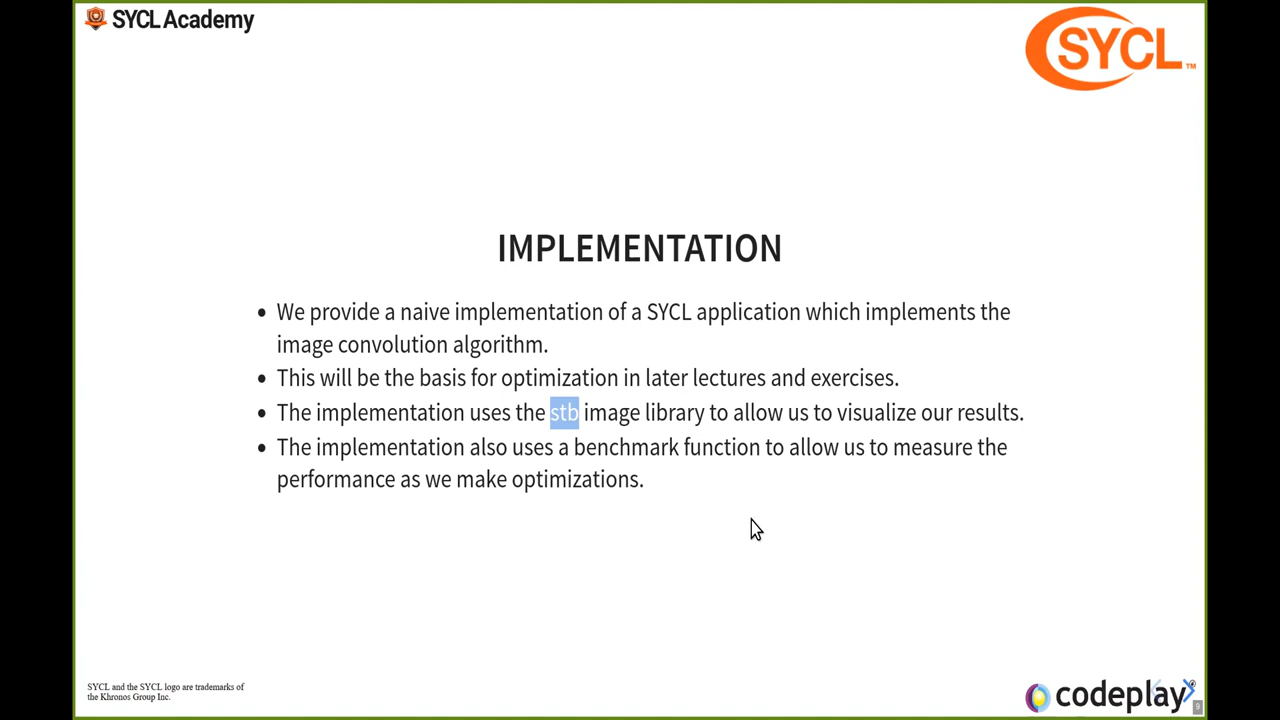 SYCL Academy
SYCL™
IMPLEMENTATION
• We provide a naive implementation of a SYCL application which implements the
image convolution algorithm.
• This will be the basis for optimization in later lectures and exercises.
• The implementation uses the stb image library to allow us to visualize our results.
• The implementation also uses a benchmark function to allow us to measure the
performance as we make optimizations.
SYCL and the SYCL logo are trademarks of
the Khronos Group Inc.
codeplay
9